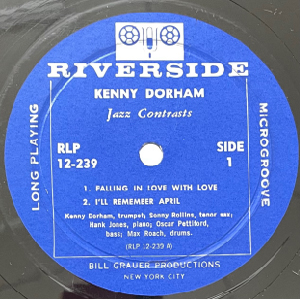 RIVERSIDE
KENNY DORHAM
Jazz Contrasts
LONG PLAYING
MICROGROOVE
RLP
12-239
SIDE
1
1. FALLING IN LOVE WITH LOVE
2. I'LL REMEMBER APRIL
Kenny Dorham, trumpet; Sonny Rollins, tenor sax;
Hank Jones, piano; Oscar Pettiford,
bass; Max Roach, drums.
(RLP 12-239 A)
BILL GRAUER PRODUCTIONS
NEW YORK CITY